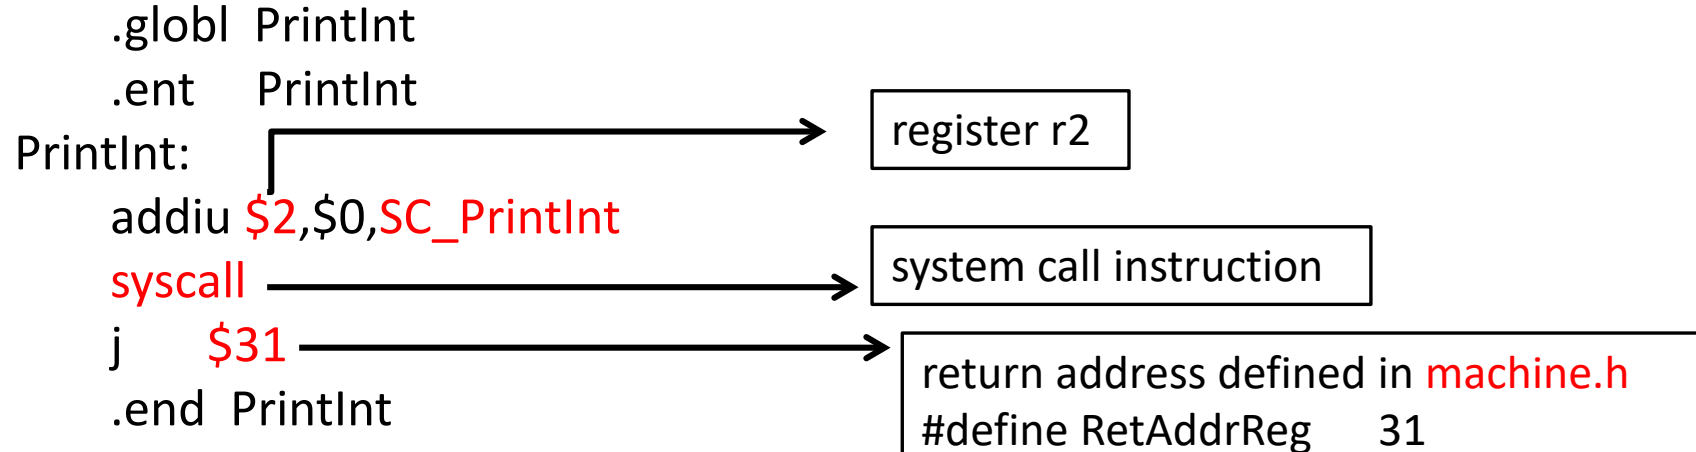 .globl PrintInt
.ent PrintInt
PrintInt:
register r2
addiu $2,$0,SC_PrintInt
syscall
system call instruction
j $31
return address defined in machine.h
#define RetAddrReg 31
.end PrintInt